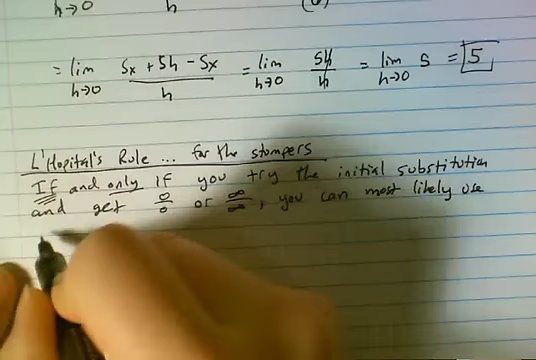 h→0 h (0)
= lim h→0 5x + 5h - 5x / h = lim h→0 5h / h = lim h→0 5 = 5
L'Hopital's Rule ... for the stumpers
If and only if you try the initial substitution
and get 0/0 or ∞/∞, you can most likely use